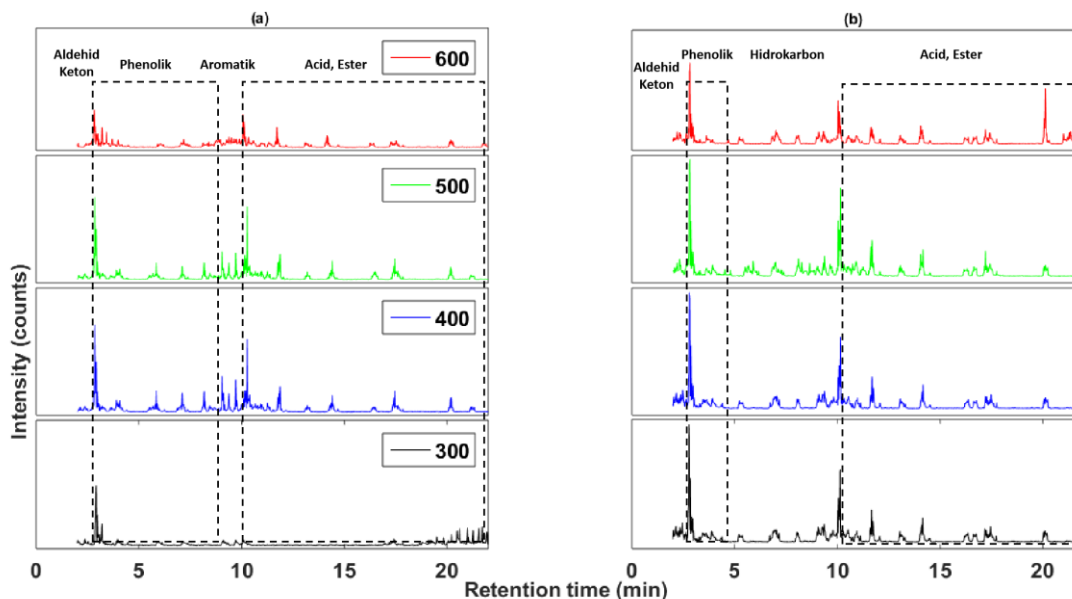 (a)
Aldehid
Keton
Phenolik
Aromatik
Acid, Ester
600
500
400
300
(b)
Aldehid
Keton
Phenolik
Hidrokarbon
Acid, Ester
Intensity (counts)
0
5
10
15
20
0
5
10
15
20
Retention time (min)